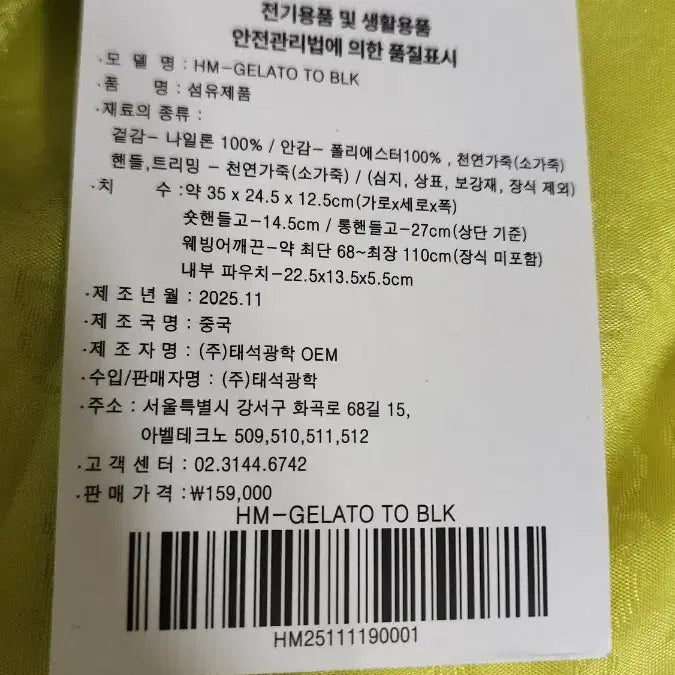 전기용품 및 생활용품
안전관리법에 의한 품질표시
·모 델 명 : HM-GELATO TO BLK
·품 명 : 섬유제품
·재료의 종류 :
겉감- 나일론 100% / 안감- 폴리에스터100% , 천연가죽(소가죽)
핸들,트리밍 - 천연가죽(소가죽) / (심지, 상표, 보강재, 장식 제외)
·치 수 :약 35 x 24.5 x 12.5cm(가로x세로x폭)
숏핸들고-14.5cm / 롱핸들고-27cm(상단 기준)
웨빙어깨끈-약 최단 68~최장 110cm(장식 미포함)
내부 파우치-22.5x13.5x5.5cm
·제 조 년 월 : 2025.11
·제 조 국 명 : 중국
·제 조 자 명 : (주)태석광학 OEM
·수입/판매자명 : (주)태석광학
·주소 : 서울특별시 강서구 화곡로 68길 15,
아벨테크노 509,510,511,512
·고 객 센 터 : 02.3144.6742
·판 매 가 격 :₩159,000
HM-GELATO TO BLK
HM25111190001